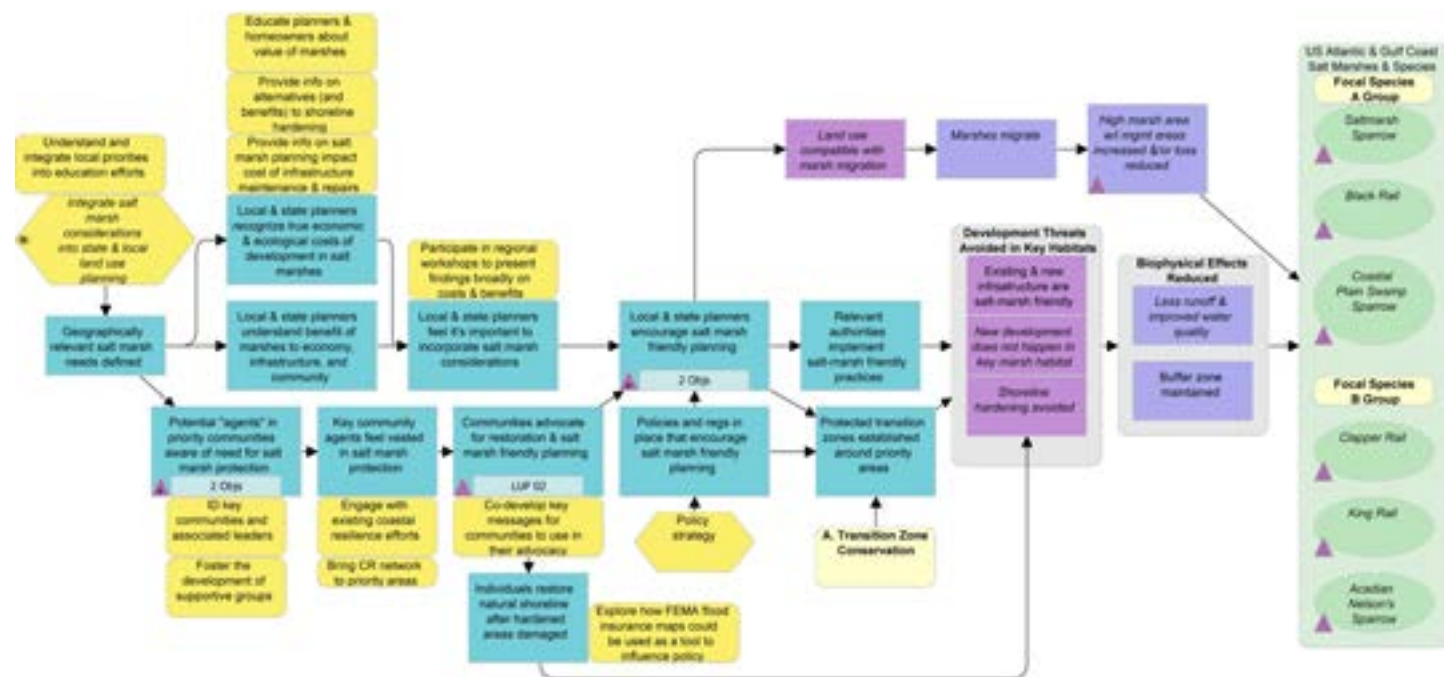 Educate planners &
homeowners about
value of marshes
Provide info on
alternatives (and
benefits) to shoreline
hardening
Provide info on salt
marsh planning impact
cost of infrastructure
maintenance & repairs
Understand and
integrate local priorities
into education efforts
Integrate salt
marsh
considerations
into state & local
land use
planning
Local & state planners
recognize true economic
& ecological costs of
development in salt
marshes
Geographically
relevant salt marsh
needs defined
Local & state planners
understand benefit of
marshes to economy,
infrastructure, and
community
Participate in regional
workshops to present
findings broadly on
costs & benefits
Local & state planners
feel it's important to
incorporate salt marsh
considerations
Local & state planners
encourage salt marsh
friendly planning
2 Objs
Relevant
authorities
implement
salt-marsh friendly
practices
Land use
compatible with
marsh migration
Marshes migrate
High marsh area
w/i mgmt areas
increased &/or loss
reduced
Development Threats
Avoided in Key Habitats
Existing & new
infrastructure are
salt-marsh friendly
New development
does not happen in
key marsh habitat
Shoreline
hardening avoided
Biophysical Effects
Reduced
Less runoff &
improved water
quality
Buffer zone
maintained
Potential "agents" in
priority communities
aware of need for salt
marsh protection
2 Objs
ID key
communities and
associated leaders
Foster the
development of
supportive groups
Key community
agents feel vested
in salt marsh
protection
Engage with
existing coastal
resilience efforts
Bring CR network
to priority areas
Communities advocate
for restoration & salt
marsh friendly planning
LUP 02
Co-develop key
messages for
communities to use in
their advocacy
Individuals restore
natural shoreline
after hardened
areas damaged
Explore how FEMA flood
insurance maps could
be used as a tool to
influence policy
Policies and regs in
place that encourage
salt marsh friendly
planning
Policy
strategy
Protected transition
zones established
around priority
areas
A. Transition Zone
Conservation
US Atlantic & Gulf Coast
Salt Marshes & Species
Focal Species
A Group
Saltmarsh
Sparrow
Black Rail
Coastal
Plain Swamp
Sparrow
Focal Species
B Group
Clapper Rail
King Rail
Acadian
Nelson's
Sparrow